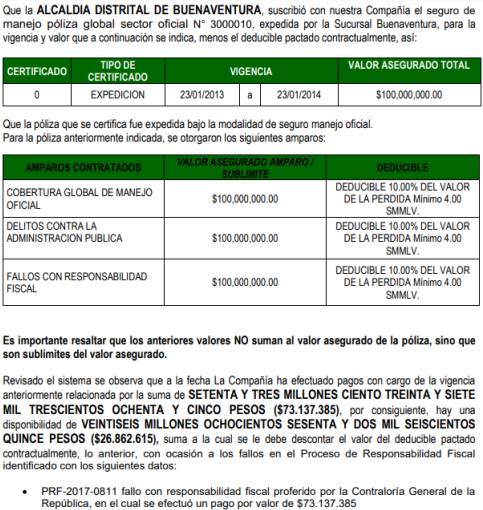 Que la ALCALDIA DISTRITAL DE BUENAVENTURA, suscribió con nuestra Compañía el seguro de
manejo póliza global sector oficial N° 3000010, expedida por la Sucursal Buenaventura, para la
vigencia y valor que a continuación se indica, menos el deducible pactado contractualmente, así:
CERTIFICADO TIPO DE CERTIFICADO VIGENCIA VALOR ASEGURADO TOTAL
0 EXPEDICION 23/01/2013 a 23/01/2014 $100,000,000.00
Que la póliza que se certifica fue expedida bajo la modalidad de seguro manejo oficial.
Para la póliza anteriormente indicada, se otorgaron los siguientes amparos:
AMPAROS CONTRATADOS VALOR ASEGURADO AMPARO / SUBLIMITE DEDUCIBLE
COBERTURA GLOBAL DE MANEJO OFICIAL $100,000,000.00 DEDUCIBLE 10.00% DEL VALOR DE LA PERDIDA Mínimo 4.00 SMMLV.
DELITOS CONTRA LA ADMINISTRACION PUBLICA $100,000,000.00 DEDUCIBLE 10.00% DEL VALOR DE LA PERDIDA Mínimo 4.00 SMMLV.
FALLOS CON RESPONSABILIDAD FISCAL $100,000,000.00 DEDUCIBLE 10.00% DEL VALOR DE LA PERDIDA Mínimo 4.00 SMMLV.
Es importante resaltar que los anteriores valores NO suman al valor asegurado de la póliza, sino que
son sublímites del valor asegurado.
Revisado el sistema se observa que a la fecha La Compañía ha efectuado pagos con cargo de la vigencia
anteriormente relacionada por la suma de SETENTA Y TRES MILLONES CIENTO TREINTA Y SIETE
MIL TRESCIENTOS OCHENTA Y CINCO PESOS ($73.137.385), por consiguiente, hay una
disponibilidad de VEINTISEIS MILLONES OCHOCIENTOS SESENTA Y DOS MIL SEISCIENTOS
QUINCE PESOS ($26.862.615), suma a la cual se le debe descontar el valor del deducible pactado
contractualmente, lo anterior, con ocasión a los fallos en el Proceso de Responsabilidad Fiscal
identificado con los siguientes datos:
• PRF-2017-0811 fallo con responsabilidad fiscal proferido por la Contraloría General de la
República, en el cual se efectuó un pago por valor de $73.137.385